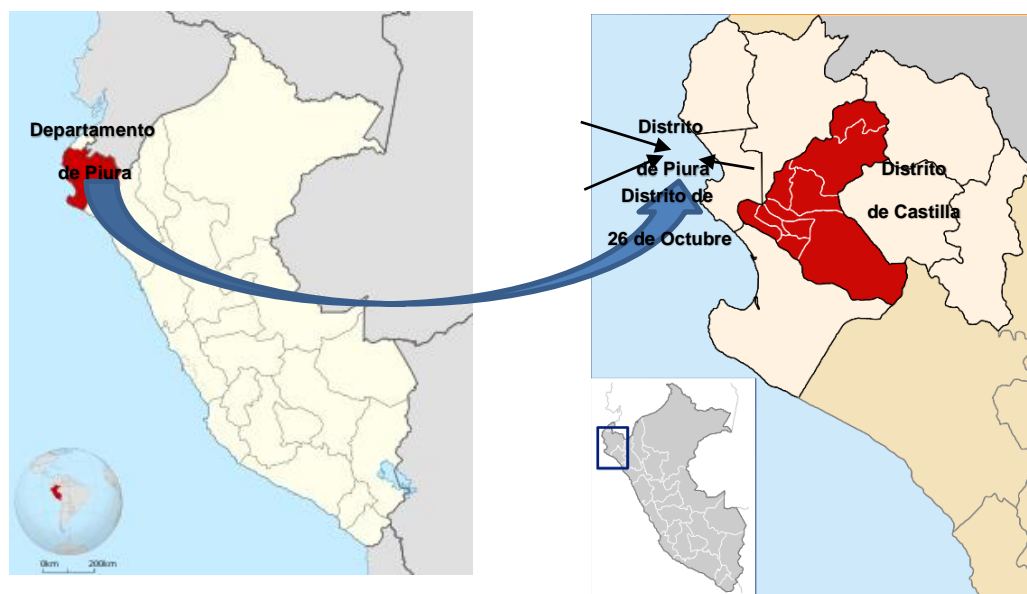 Departamento
de Piura
0km 200km
Distrito
de Piura
Distrito de
26 de Octubre
Distrito
de Castilla